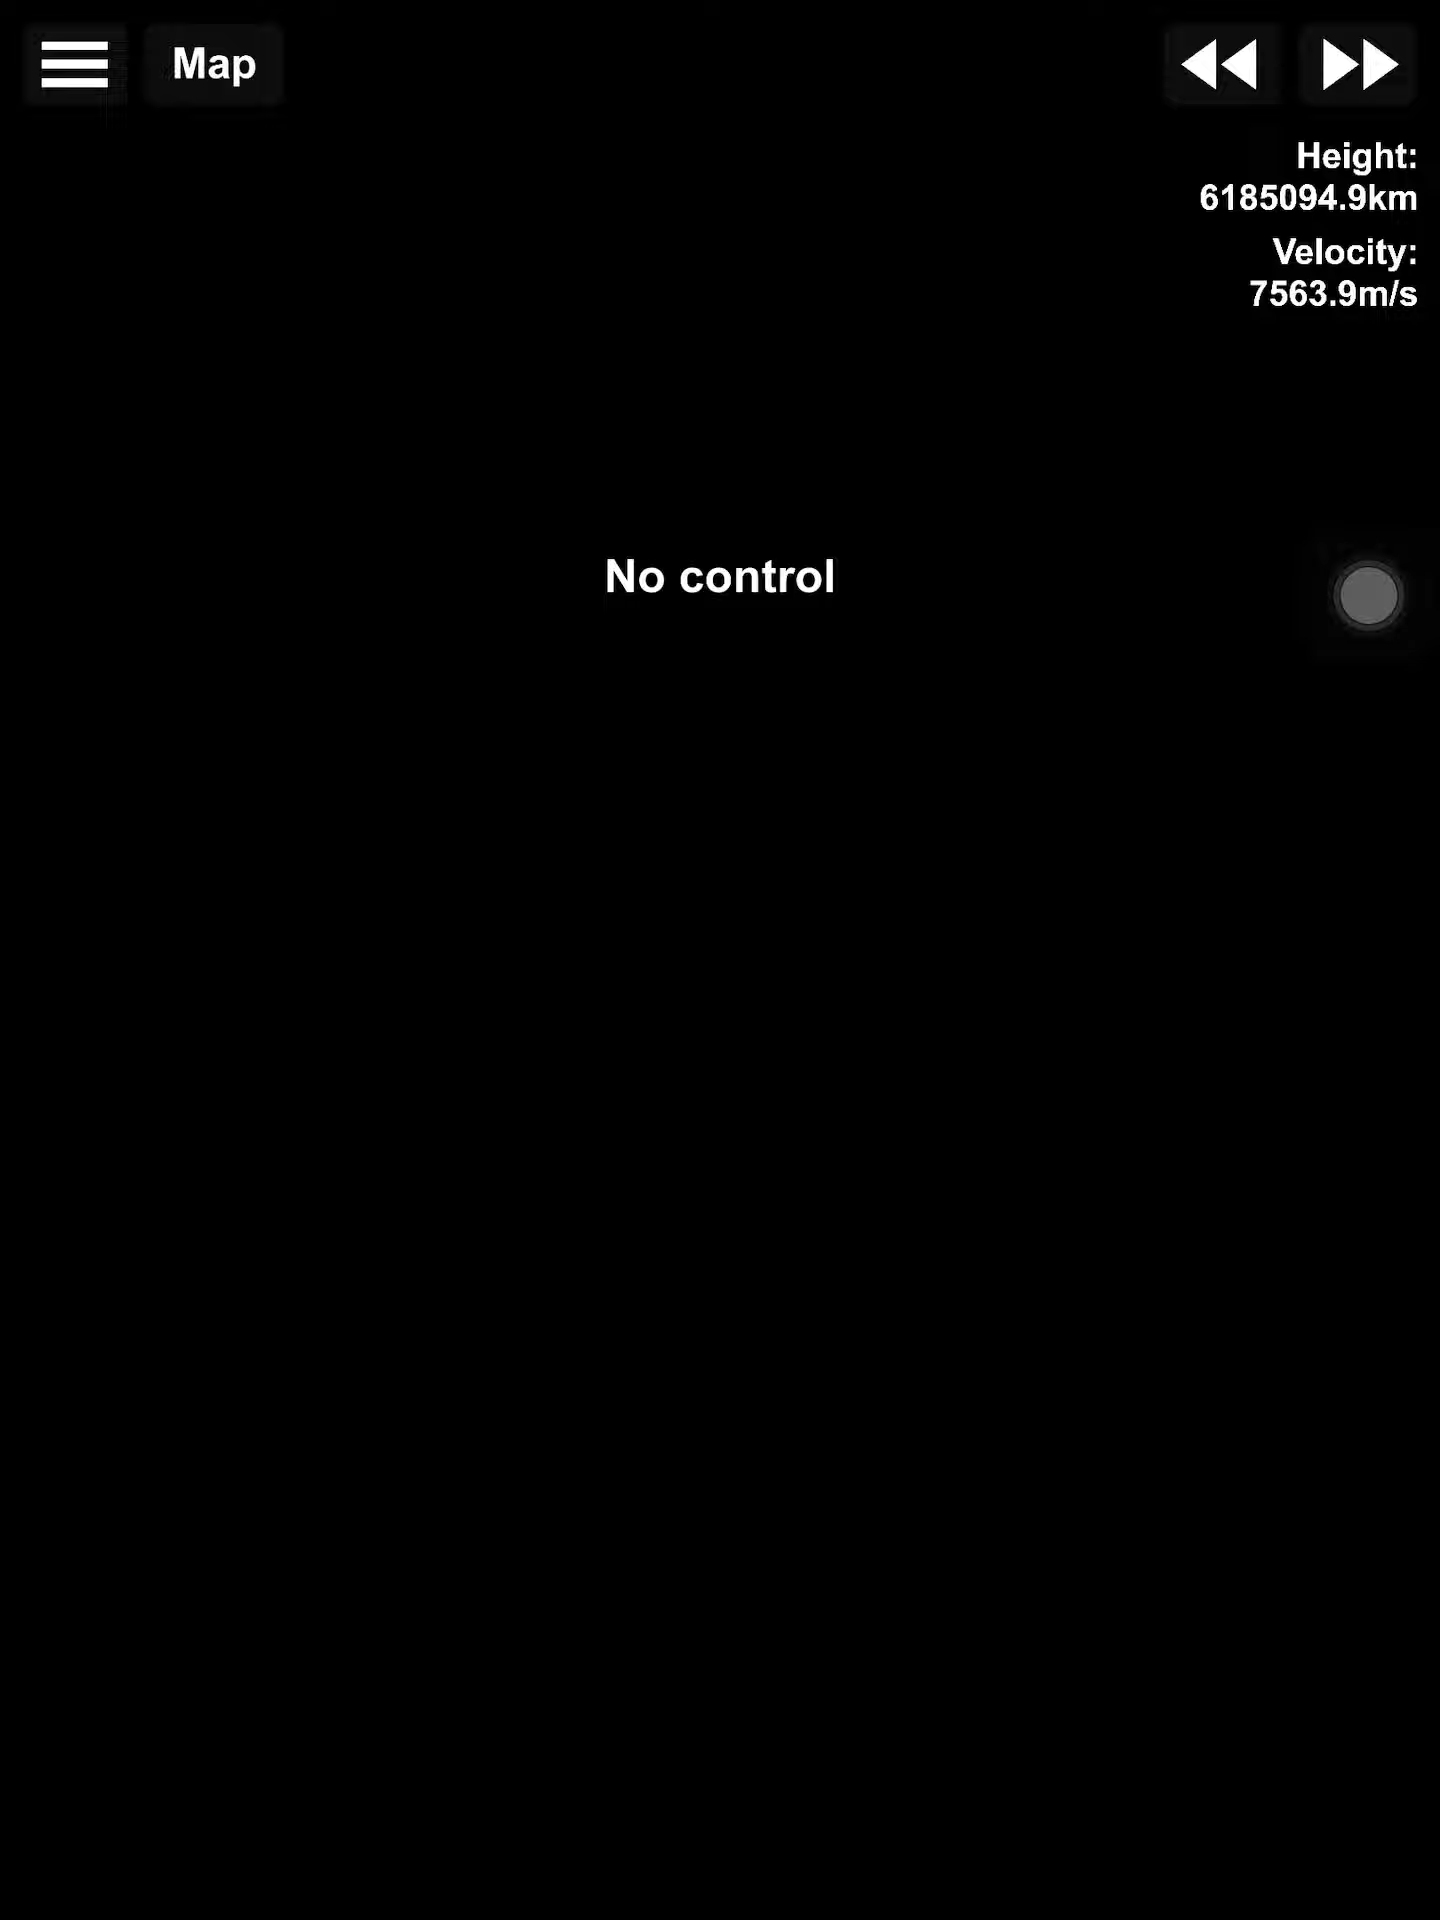 Map
Height:
6185094.9km
Velocity:
7563.9m/s
No control